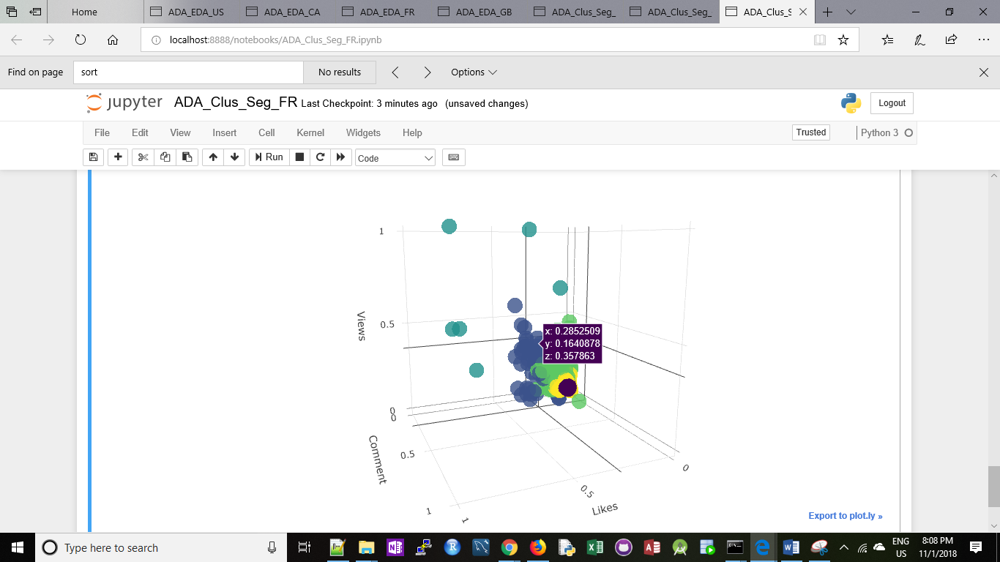 Home
ADA_EDA_US
ADA_EDA_CA
ADA_EDA_FR
ADA_EDA_GB
ADA_Clus_Seg_
ADA_Clus_Seg_
ADA_Clus_S
localhost:8888/notebooks/ADA_Clus_Seg_FR.ipynb
Find on page
sort
No results
Options
jupyter ADA_Clus_Seg_FR Last Checkpoint: 3 minutes ago (unsaved changes)
Logout
File Edit View Insert Cell Kernel Widgets Help
Trusted
Python 3
Run
Code
1
Views
0.5
x: 0.2852509
y: 0.1640878
z: 0.357863
0
0
Comment
0.5
1
1
0.5
0
Likes
Export to plot.ly »
Type here to search
ENG
US
8:08 PM
11/1/2018